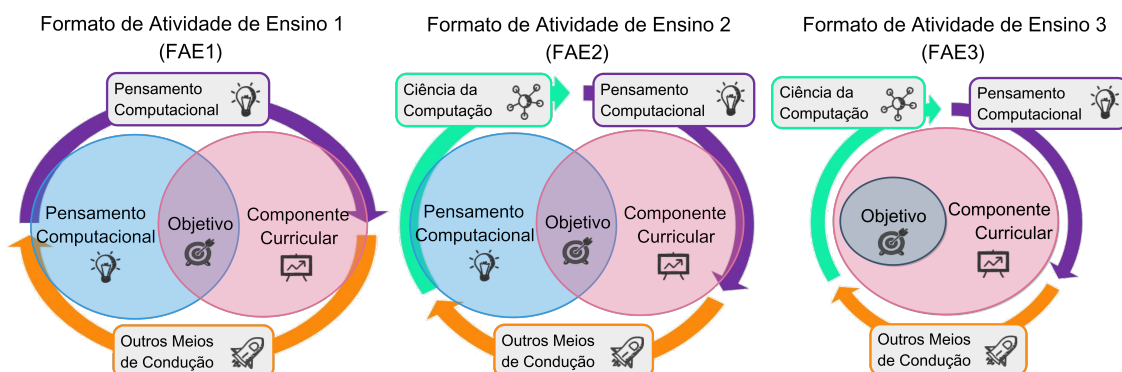 Formato de Atividade de Ensino 1
(FAE1)
Pensamento
Computacional
Pensamento
Computacional
Objetivo
Componente
Curricular
Outros Meios
de Condução
Formato de Atividade de Ensino 2
(FAE2)
Ciência da
Computação
Pensamento
Computacional
Pensamento
Computacional
Objetivo
Componente
Curricular
Outros Meios
de Condução
Formato de Atividade de Ensino 3
(FAE3)
Ciência da
Computação
Pensamento
Computacional
Objetivo
Componente
Curricular
Outros Meios
de Condução